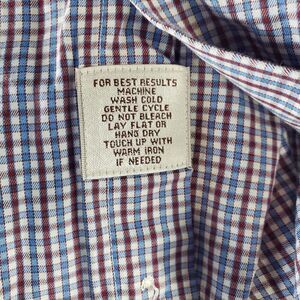 FOR BEST RESULTS
MACHINE
WASH COLD
GENTLE CYCLE
DO NOT BLEACH
LAY FLAT OR
HANG DRY
TOUCH UP WITH
WARM IRON
IF NEEDED